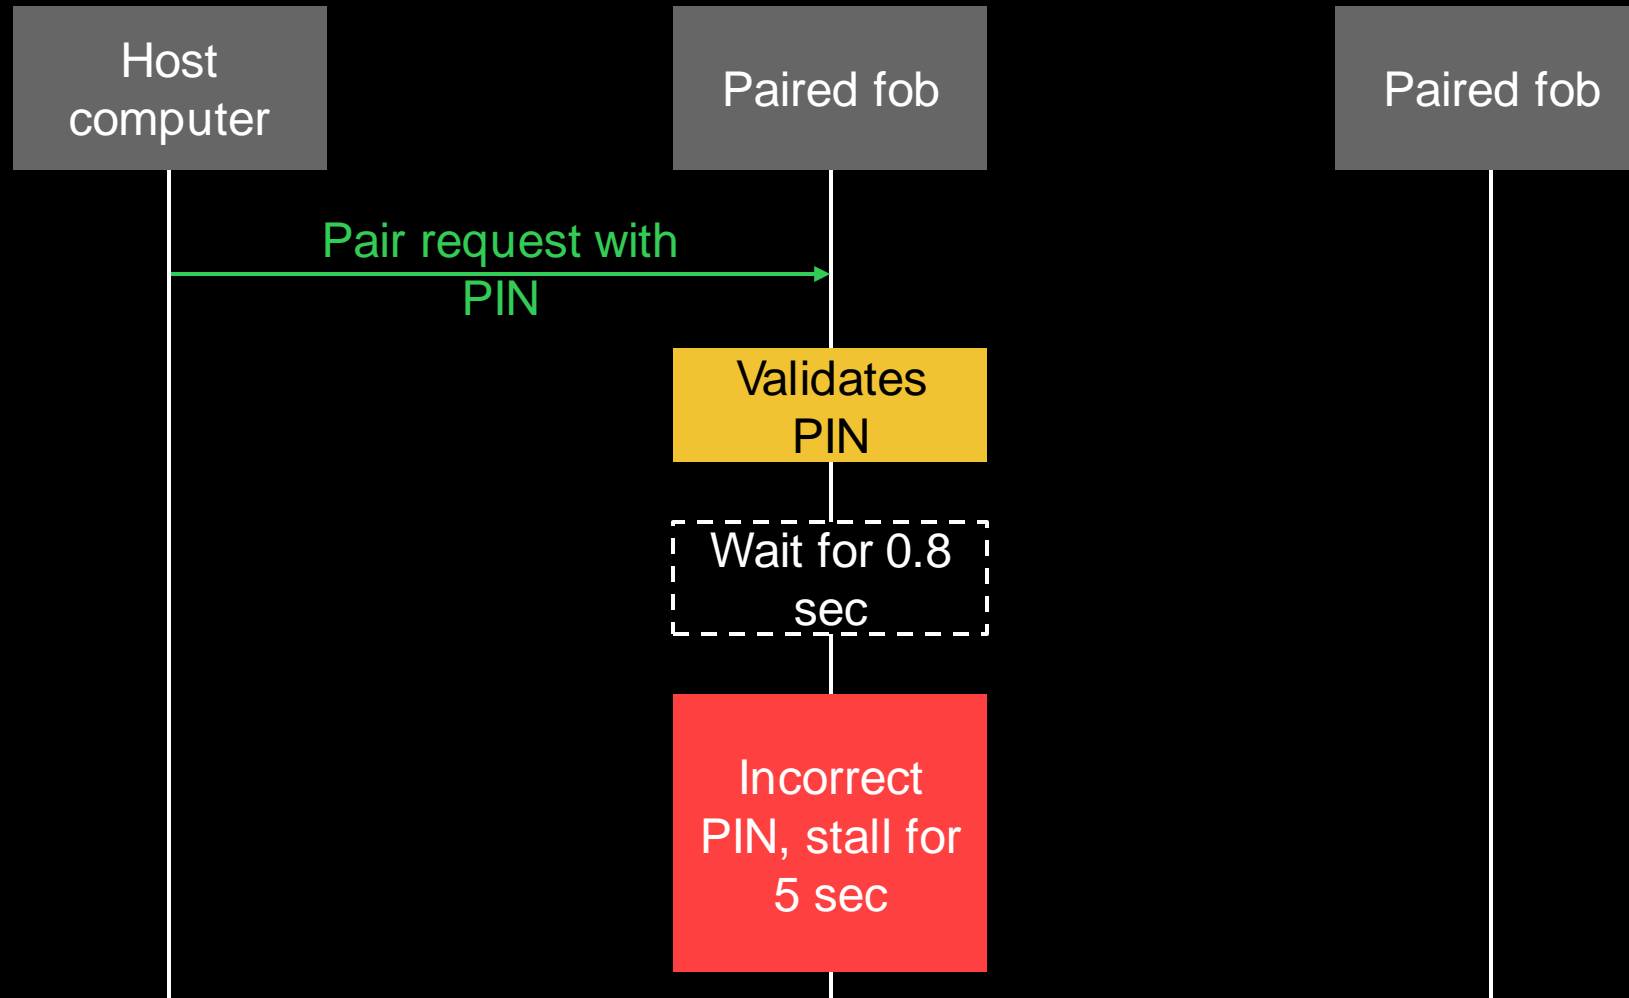 Host
computer
Paired fob
Paired fob
Pair request with
PIN
Validates
PIN
Wait for 0.8
sec
Incorrect
PIN, stall for
5 sec